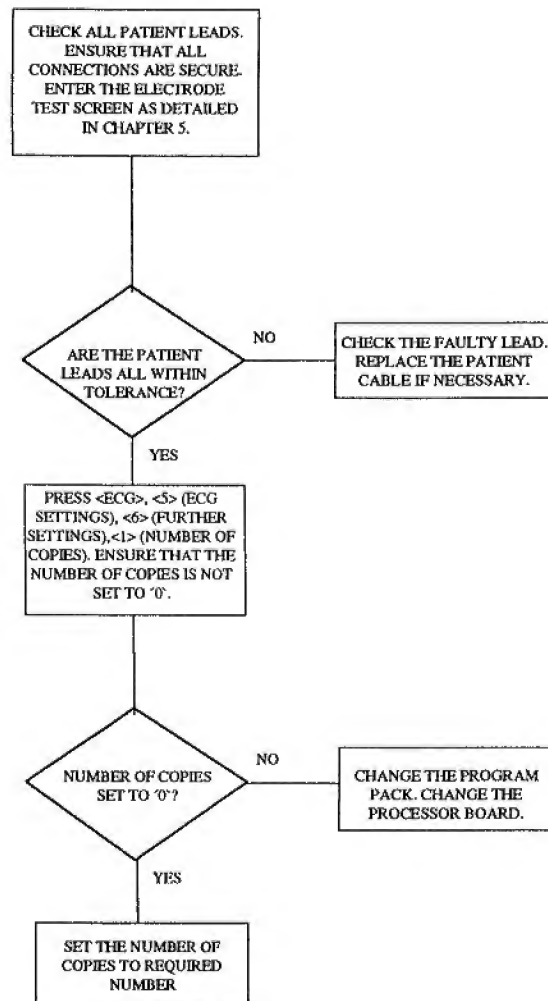 CHECK ALL PATIENT LEADS.
ENSURE THAT ALL
CONNECTIONS ARE SECURE.
ENTER THE ELECTRODE
TEST SCREEN AS DETAILED
IN CHAPTER 5.
ARE THE PATIENT
LEADS ALL WITHIN
TOLERANCE?
NO
CHECK THE FAULTY LEAD.
REPLACE THE PATIENT
CABLE IF NECESSARY.
YES
PRESS <ECG>, <5> (ECG
SETTINGS), <6> (FURTHER
SETTINGS),<1> (NUMBER OF
COPIES). ENSURE THAT THE
NUMBER OF COPIES IS NOT
SET TO ´0`.
NUMBER OF COPIES
SET TO ´0`?
NO
CHANGE THE PROGRAM
PACK. CHANGE THE
PROCESSOR BOARD.
YES
SET THE NUMBER OF
COPIES TO REQUIRED
NUMBER